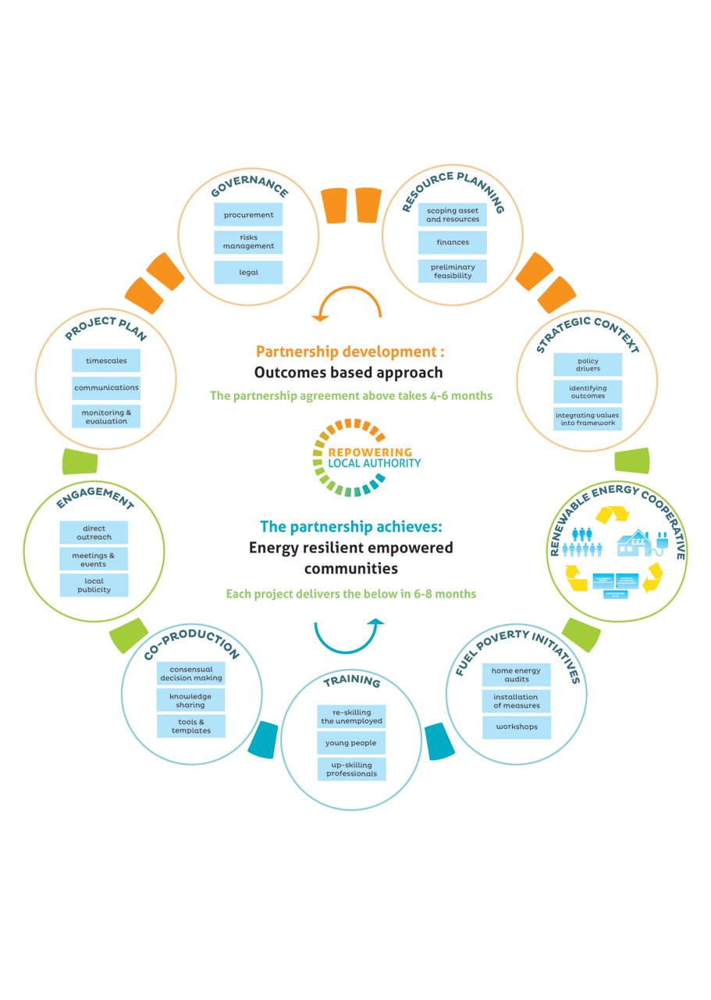 GOVERNANCE
procurement
risks
management
legal
RESOURCE PLANNING
scoping asset
and resources
finances
preliminary
feasibility
PROJECT PLAN
timescales
communications
monitoring &
evaluation
STRATEGIC CONTEXT
policy
drivers
identifying
outcomes
integrating values
into framework
Partnership development :
Outcomes based approach
The partnership agreement above takes 4-6 months
REPOWERING
LOCAL AUTHORITY
The partnership achieves:
Energy resilient empowered
communities
Each project delivers the below in 6-8 months
ENGAGEMENT
direct
outreach
meetings &
events
local
publicity
RENEWABLE ENERGY COOPERATIVE
£££
CO-PRODUCTION
consensual
decision making
knowledge
sharing
tools &
templates
TRAINING
re-skilling
the unemployed
young people
up-skilling
professionals
FUEL POVERTY INITIATIVES
home energy
audits
installation
of measures
workshops